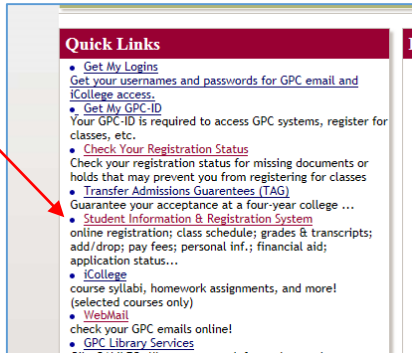 Quick Links
• Get My Logins
Get your usernames and passwords for GPC email and
iCollege access.
• Get My GPC-ID
Your GPC-ID is required to access GPC systems, register for
classes, etc.
• Check Your Registration Status
Check your registration status for missing documents or
holds that may prevent you from registering for classes
• Transfer Admissions Guarentees (TAG)
Guarantee your acceptance at a four-year college ...
• Student Information & Registration System
online registration; class schedule; grades & transcripts;
add/drop; pay fees; personal inf.; financial aid;
application status...
• iCollege
course syllabi, homework assignments, and more!
(selected courses only)
• WebMail
check your GPC emails online!
• GPC Library Services